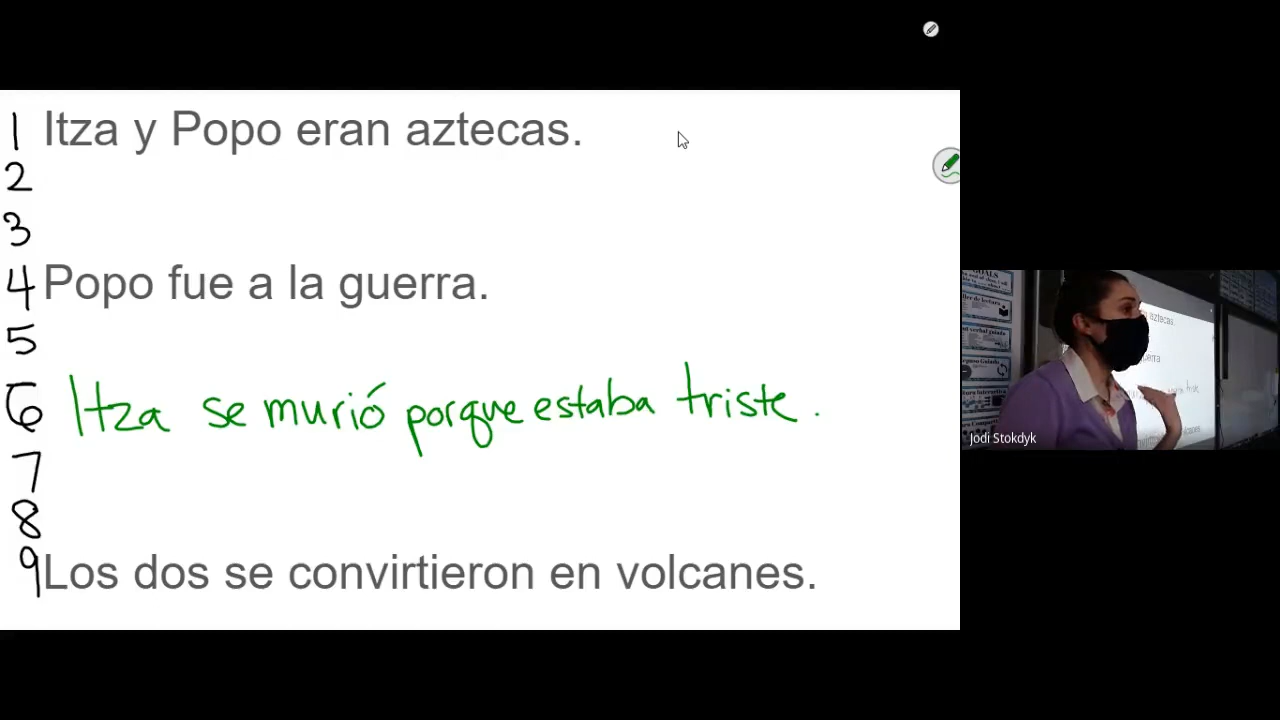 1 Itza y Popo eran aztecas.
2
3
4 Popo fue a la guerra.
5
6 Itza se murió porque estaba triste.
7
8
9 Los dos se convirtieron en volcanes.
Jodi Stokdyk